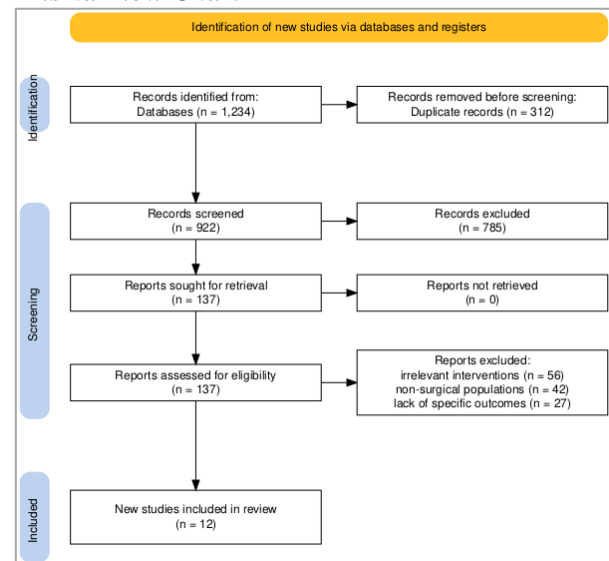 Identification of new studies via databases and registers
Identification
Records identified from:
Databases (n = 1,234)
Records removed before screening:
Duplicate records (n = 312)
Screening
Records screened
(n = 922)
Records excluded
(n = 785)
Reports sought for retrieval
(n = 137)
Reports not retrieved
(n = 0)
Reports assessed for eligibility
(n = 137)
Reports excluded:
irrelevant interventions (n = 56)
non-surgical populations (n = 42)
lack of specific outcomes (n = 27)
Included
New studies included in review
(n = 12)